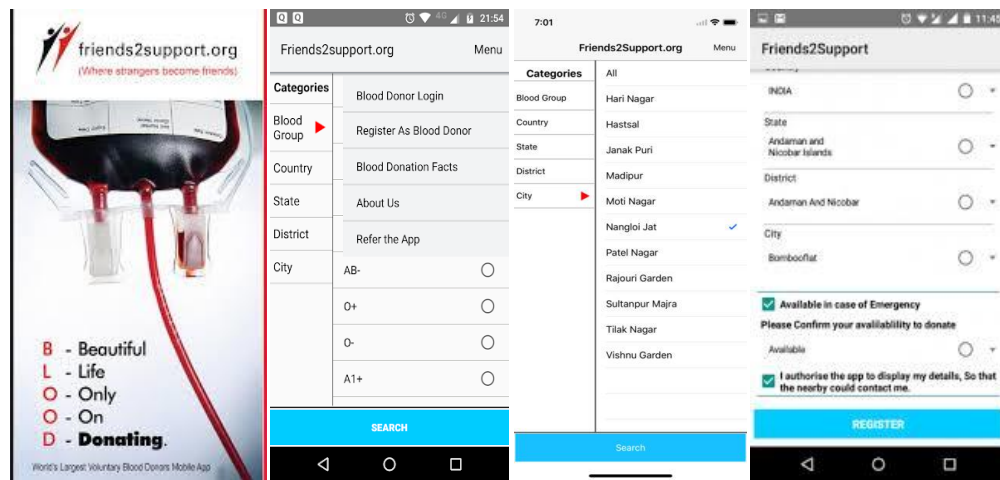 friends2support.org
(Where strangers become friends)
B - Beautiful
L - Life
O - Only
O - On
D - Donating.
World's Largest Voluntary Blood Donors Mobile App
4G 21:54
Friends2support.org Menu
Categories
Blood
Group
Country
State
District
City
Blood Donor Login
Register As Blood Donor
Blood Donation Facts
About Us
Refer the App
AB-
O+
O-
A1+
SEARCH
7:01
Friends2Support.org Menu
Categories
Blood Group
Country
State
District
City
All
Hari Nagar
Hastsal
Janak Puri
Madipur
Moti Nagar
Nangloi Jat
Patel Nagar
Rajouri Garden
Sultanpur Majra
Tilak Nagar
Vishnu Garden
Search
11:45
Friends2Support
INDIA
State
Andaman and
Nicobar Islands
District
Andaman And Nicobar
City
Bombooflat
Available in case of Emergency
Please Confirm your avaliablility to donate
Available
I authorise the app to display my details, So that
the nearby could contact me.
REGISTER